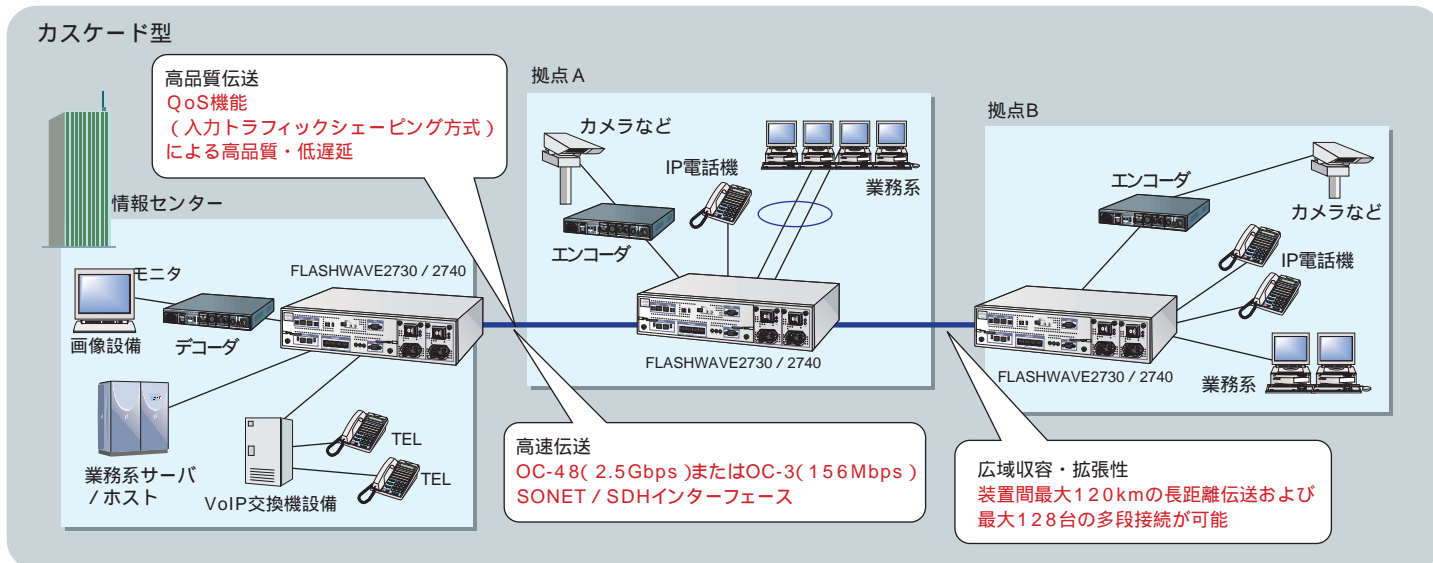 カスケード型
高品質伝送
QoS機能
(入力トラフィックシェーピング方式)
による高品質・低遅延
情報センター
モニタ
FLASHWAVE2730 / 2740
画像設備
デコーダ
業務系サーバ
/ ホスト
VoIP交換機設備
TEL
TEL
拠点A
カメラなど
IP電話機
業務系
エンコーダ
FLASHWAVE2730 / 2740
高速伝送
OC-48(2.5Gbps)またはOC-3(156Mbps)
SONET / SDHインターフェース
拠点B
エンコーダ
カメラなど
IP電話機
FLASHWAVE2730 / 2740
業務系
広域収容・拡張性
装置間最大120kmの長距離伝送および
最大128台の多段接続が可能